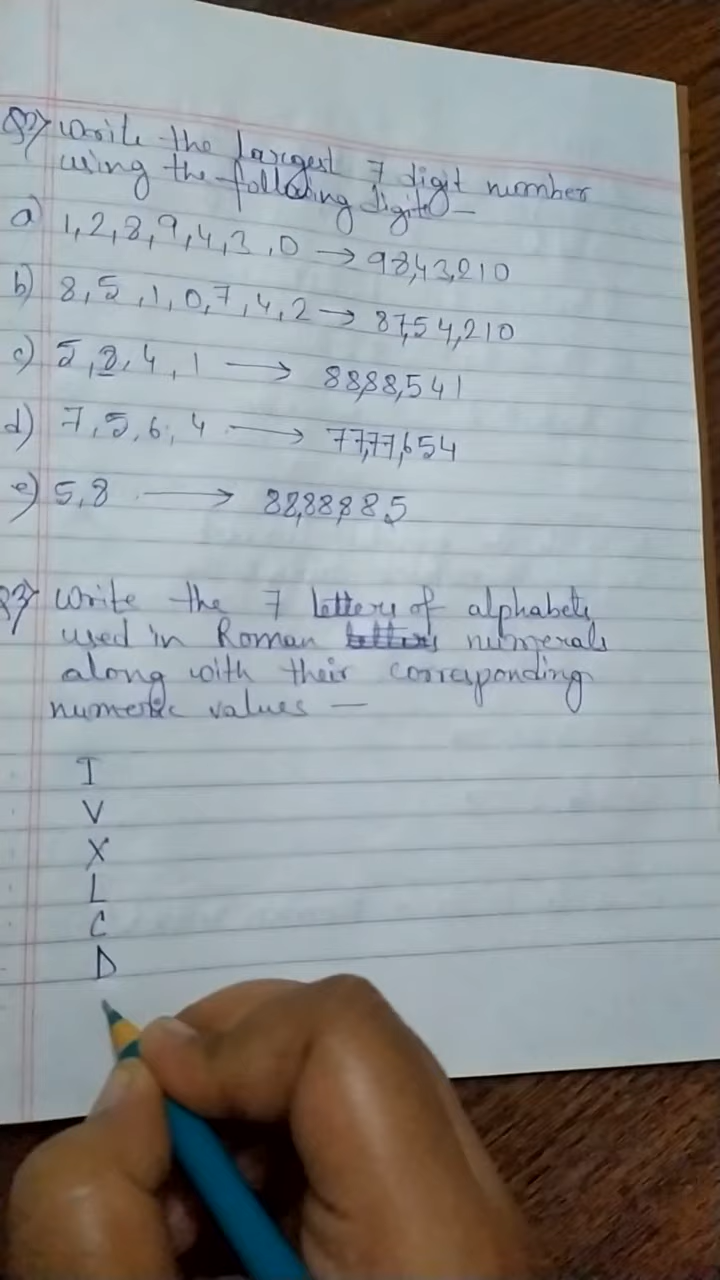 Q2) Write the largest 7 digit number
using the following digits -
a) 1,2,8,9,4,3,0 → 98,43,210
b) 8,5,1,0,7,4,2 → 87,54,210
c) 5,8,4,1 → 88,88,541
d) 7,5,6,4 → 77,77,654
e) 5,8 → 88,88,885
Q3) Write the 7 letters of alphabets
used in Roman letters numerals
along with their corresponding
numeric values -
I
V
X
L
C
D